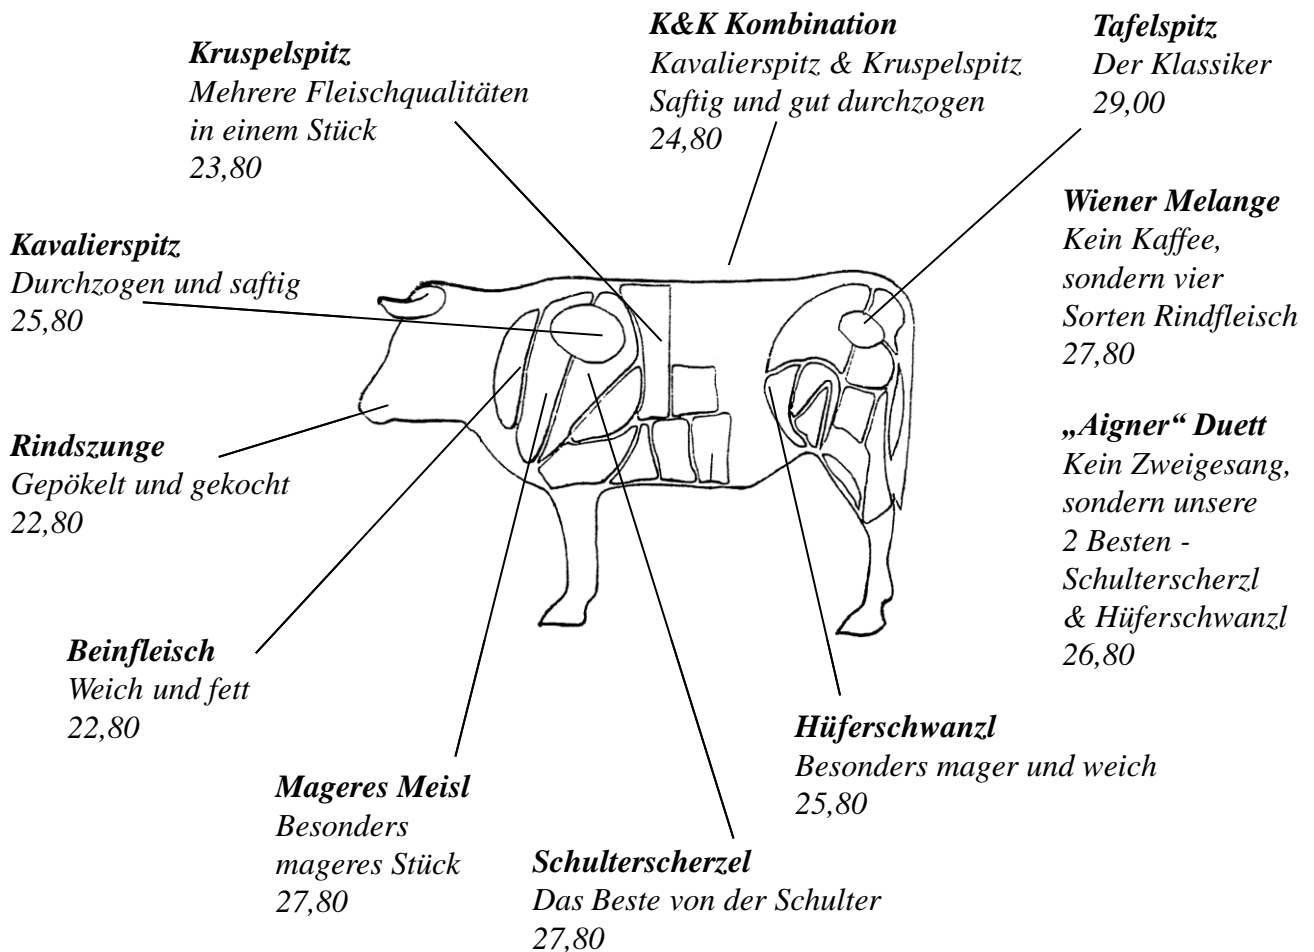 Kruspelspitz
Mehrere Fleischqualitäten
in einem Stück
23,80
K&K Kombination
Kavalierspitz & Kruspelspitz
Saftig und gut durchzogen
24,80
Tafelspitz
Der Klassiker
29,00
Kavalierspitz
Durchzogen und saftig
25,80
Wiener Melange
Kein Kaffee,
sondern vier
Sorten Rindfleisch
27,80
Rindszunge
Gepökelt und gekocht
22,80
„Aigner“ Duett
Kein Zweigesang,
sondern unsere
2 Besten -
Schulterscherzl
& Hüferschwanzl
26,80
Beinfleisch
Weich und fett
22,80
Mageres Meisl
Besonders
mageres Stück
27,80
Schulterscherzel
Das Beste von der Schulter
27,80
Hüferschwanzl
Besonders mager und weich
25,80